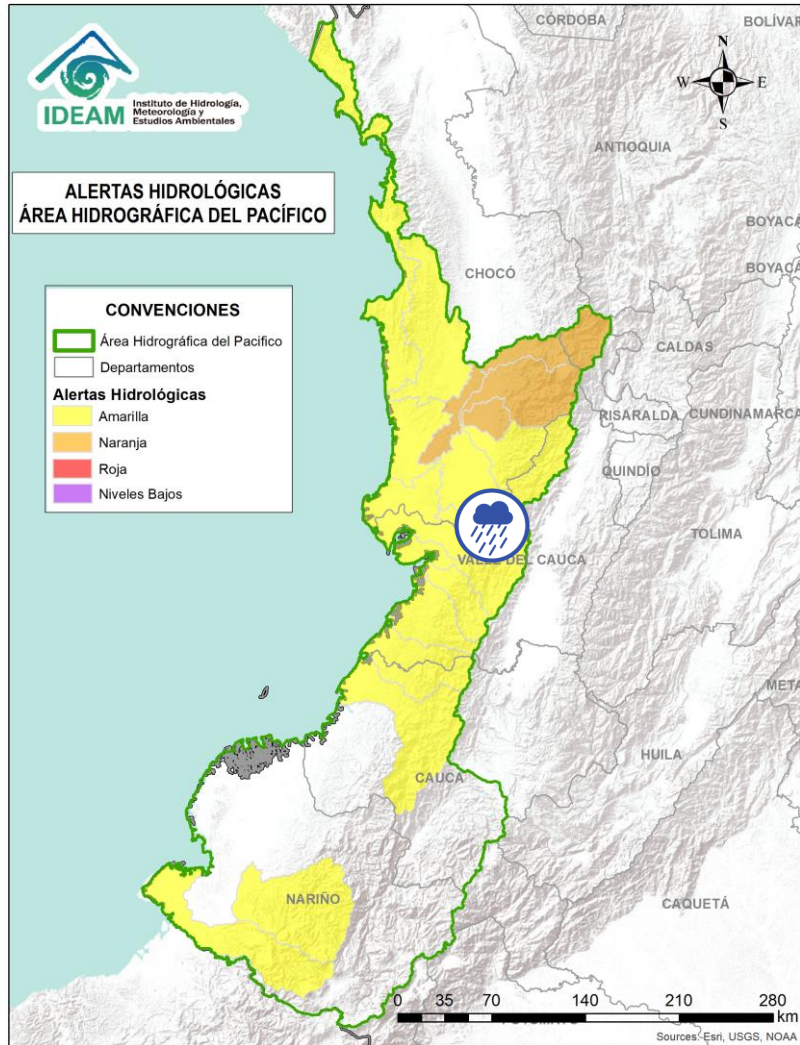 IDEAM
Instituto de Hidrología,
Meteorología y
Estudios Ambientales
ALERTAS HIDROLÓGICAS
ÁREA HIDROGRÁFICA DEL PACÍFICO
CONVENCIONES
Área Hidrográfica del Pacifico
Departamentos
Alertas Hidrológicas
Amarilla
Naranja
Roja
Niveles Bajos
N
W E
S
CÓRDOBA
BOLÍVAR
ANTIOQUIA
BOYACÁ
BOYACÁ
CHOCÓ
CALDAS
RISARALDA
CUNDINAMARCA
QUINDÍO
TOLIMA
VALLE DEL CAUCA
META
HUILA
CAUCA
NARIÑO
CAQUETÁ
0 35 70 140 210 280
km
Sources: Esri, USGS, NOAA